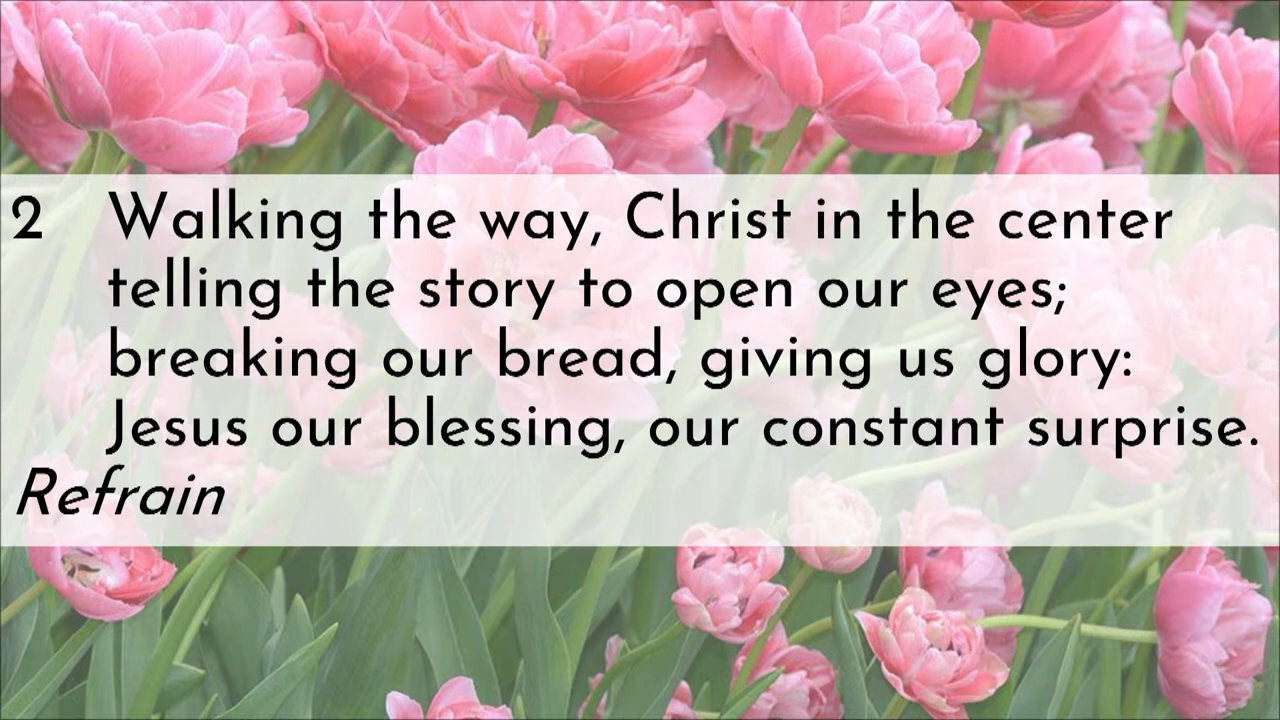 2 Walking the way, Christ in the center
telling the story to open our eyes;
breaking our bread, giving us glory:
Jesus our blessing, our constant surprise.
Refrain